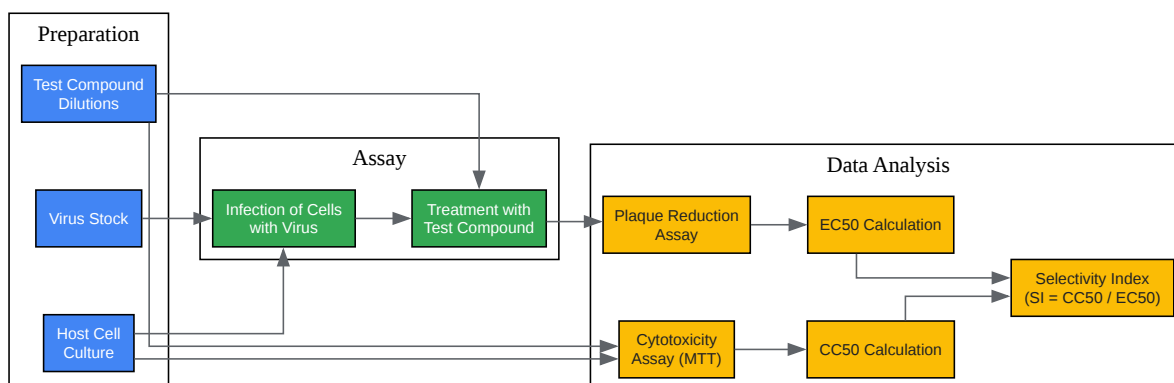 Preparation
Test Compound
Dilutions
Virus Stock
Host Cell
Culture
Assay
Infection of Cells
with Virus
Treatment with
Test Compound
Data Analysis
Plaque Reduction
Assay
EC50 Calculation
Cytotoxicity
Assay (MTT)
CC50 Calculation
Selectivity Index
(SI = CC50 / EC50)